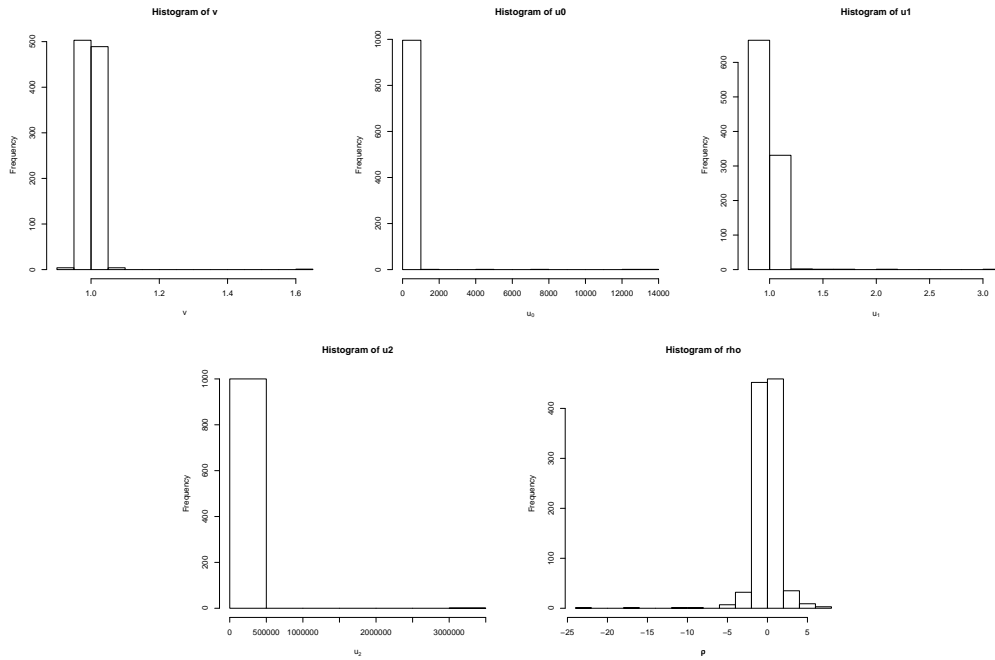 Histogram of v
Frequency
0 100 200 300 400 500
1.0 1.2 1.4 1.6
v
Histogram of u0
Frequency
0 200 400 600 800 1000
0 2000 4000 6000 8000 10000 12000 14000
u₀
Histogram of u1
Frequency
0 100 200 300 400 500 600
1.0 1.5 2.0 2.5 3.0
u₁
Histogram of u2
Frequency
0 200 400 600 800 1000
0 500000 1000000 2000000 3000000
u₂
Histogram of rho
Frequency
0 100 200 300 400
−25 −20 −15 −10 −5 0 5
ρ